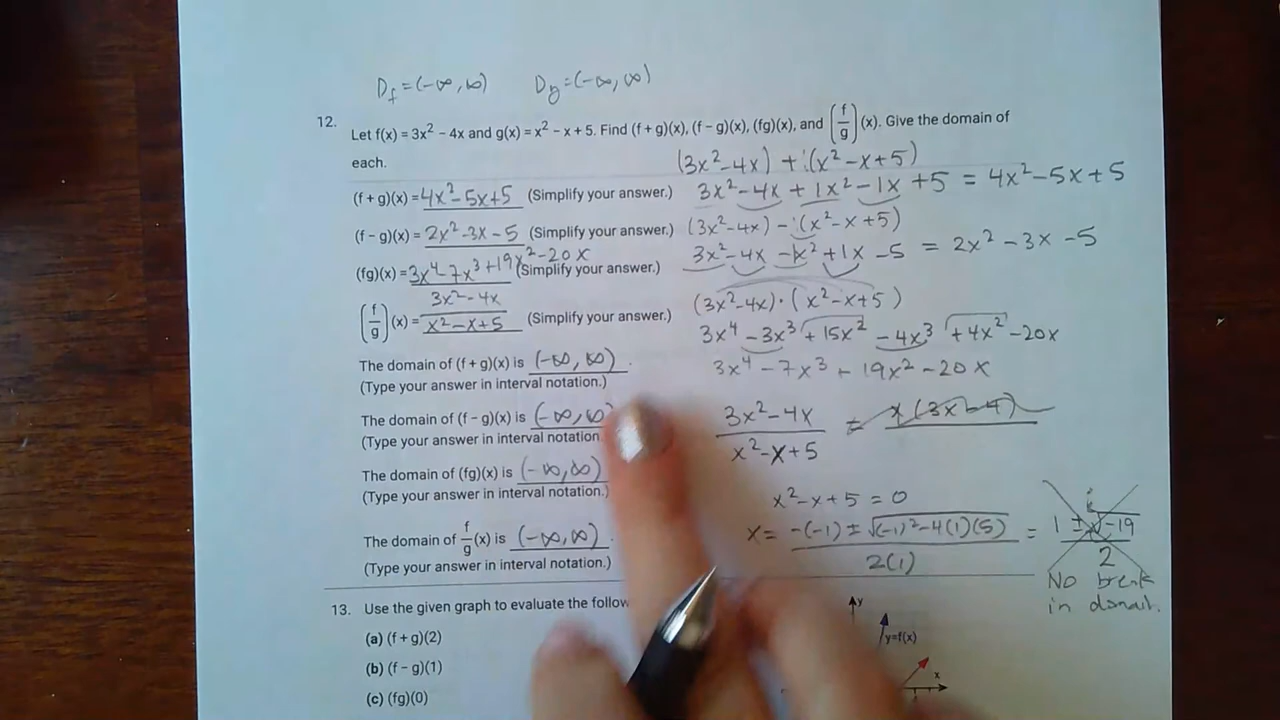 D_f = (-∞, ∞) D_g = (-∞, ∞)
12. Let f(x) = 3x² − 4x and g(x) = x² − x + 5. Find (f + g)(x), (f − g)(x), (fg)(x), and (f/g)(x). Give the domain of
each.
(3x²-4x) + (x²-x+5)
(f + g)(x) = 4x²-5x+5 (Simplify your answer.) 3x²-4x + 1x² -1x +5 = 4x²-5x+5
(f − g)(x) = 2x²-3x-5 (Simplify your answer.) (3x²-4x) - (x²-x+5)
3x²-4x -1x² +1x -5 = 2x² -3x -5
(fg)(x) = 3x⁴-7x³+19x²-20x (Simplify your answer.)
(3x²-4x)·(x²-x+5)
(f/g)(x) = 3x²-4x / x²-x+5 (Simplify your answer.)
3x⁴ -3x³ +15x² -4x³ +4x² -20x
The domain of (f + g)(x) is (-∞, ∞).
3x⁴ -7x³ + 19x² -20x
(Type your answer in interval notation.)
The domain of (f − g)(x) is (-∞, ∞)
3x²-4x / x²-x+5 = x(3x-4)
(Type your answer in interval notation
The domain of (fg)(x) is (-∞, ∞)
(Type your answer in interval notation.)
x²-x+5=0
The domain of f/g (x) is (-∞, ∞).
x = -(-1) ± √(-1)²-4(1)(5) / 2(1) = 1 ± i√-19 / 2
(Type your answer in interval notation.)
No break
in domain.
13. Use the given graph to evaluate the follow
(a) (f + g)(2)
y
y=f(x)
(b) (f − g)(1)
x
(c) (fg)(0)